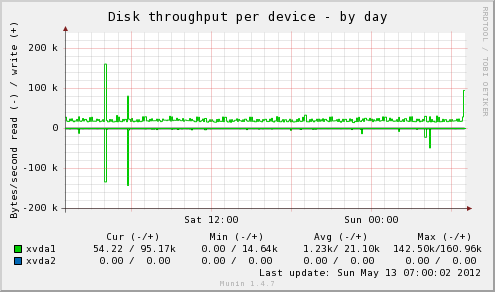 Disk throughput per device - by day
RRDTOOL / TOBI OETIKER
Bytes/second read (-) / write (+)
200 k
100 k
0
-100 k
-200 k
Sat 12:00 Sun 00:00
Cur (-/+) Min (-/+) Avg (-/+) Max (-/+)
xvda1 54.22 / 95.17k 0.00 / 14.64k 1.23k/ 21.10k 142.50k/160.96k
xvda2 0.00 / 0.00 0.00 / 0.00 0.00 / 0.00 0.00 / 0.00
Last update: Sun May 13 07:00:02 2012
Munin 1.4.7